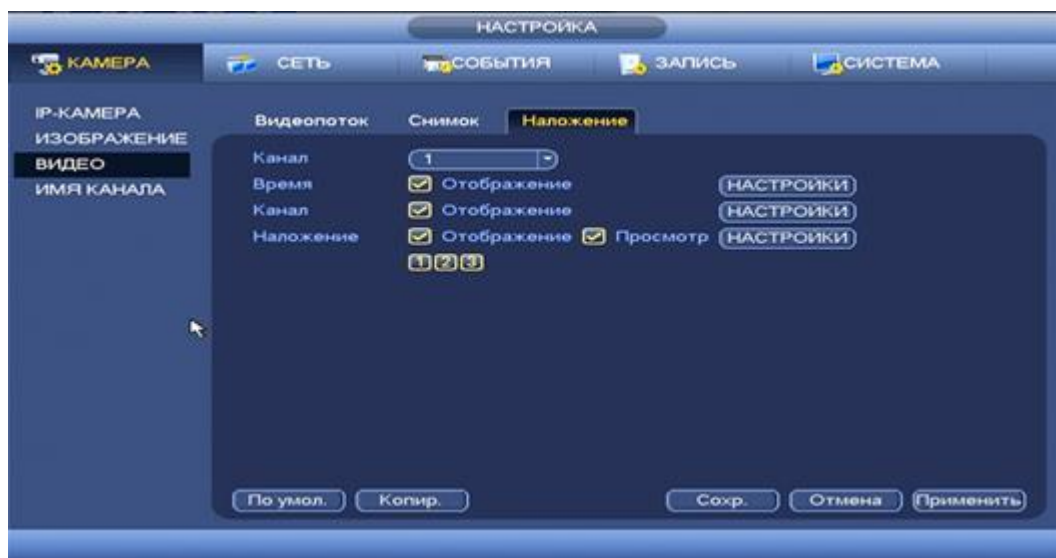 НАСТРОЙКА
КАМЕРА СЕТЬ СОБЫТИЯ ЗАПИСЬ СИСТЕМА
IP-КАМЕРА
ИЗОБРАЖЕНИЕ
ВИДЕО
ИМЯ КАНАЛА
Видеопоток Снимок Наложение
Канал 1
Время Отображение НАСТРОЙКИ
Канал Отображение НАСТРОЙКИ
Наложение Отображение Просмотр НАСТРОЙКИ
1 2 3
По умол. Копир. Сохр. Отмена Применить